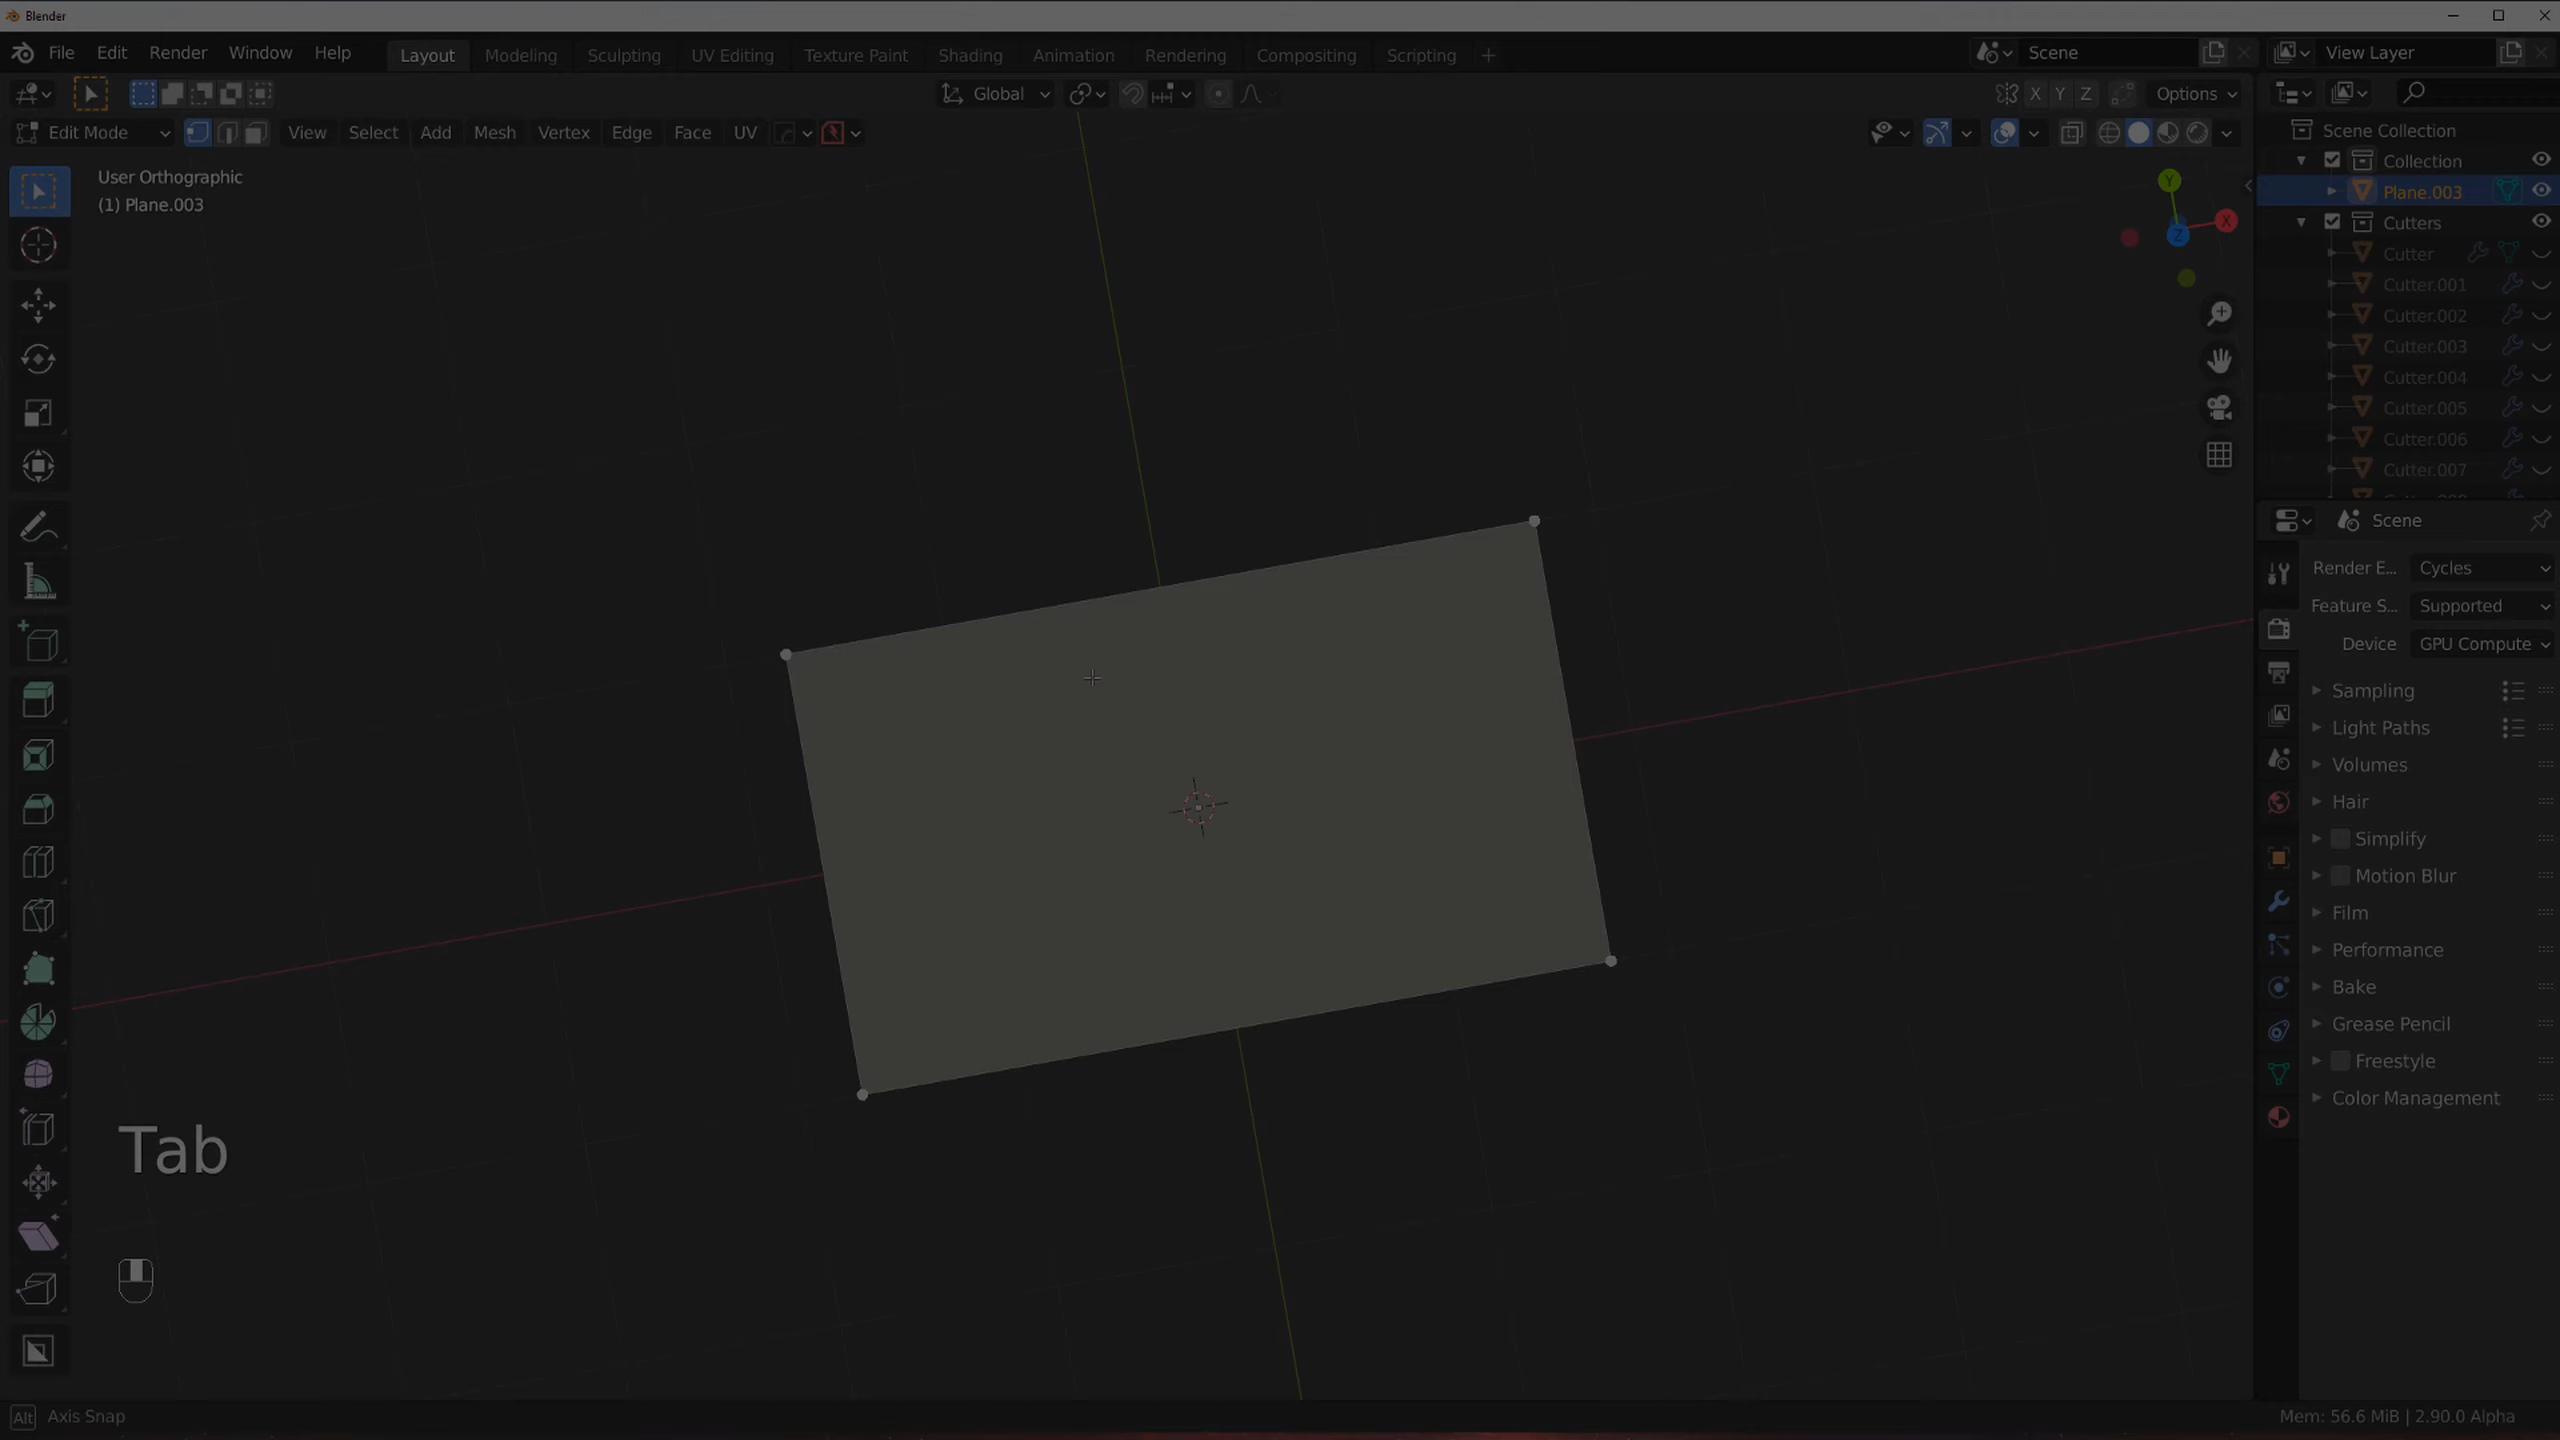 Blender
File Edit Render Window Help Layout Modeling Sculpting UV Editing Texture Paint Shading Animation Rendering Compositing Scripting + Scene View Layer
Global X Y Z Options
Edit Mode View Select Add Mesh Vertex Edge Face UV
User Orthographic
(1) Plane.003
Y
X
Z
Scene Collection
Collection
Plane.003
Cutters
Cutter
Cutter.001
Cutter.002
Cutter.003
Cutter.004
Cutter.005
Cutter.006
Cutter.007
Scene
Render E... Cycles
Feature S... Supported
Device GPU Compute
Sampling
Light Paths
Volumes
Hair
Simplify
Motion Blur
Film
Performance
Bake
Grease Pencil
Freestyle
Color Management
Tab
Alt Axis Snap
Mem: 56.6 MiB | 2.90.0 Alpha